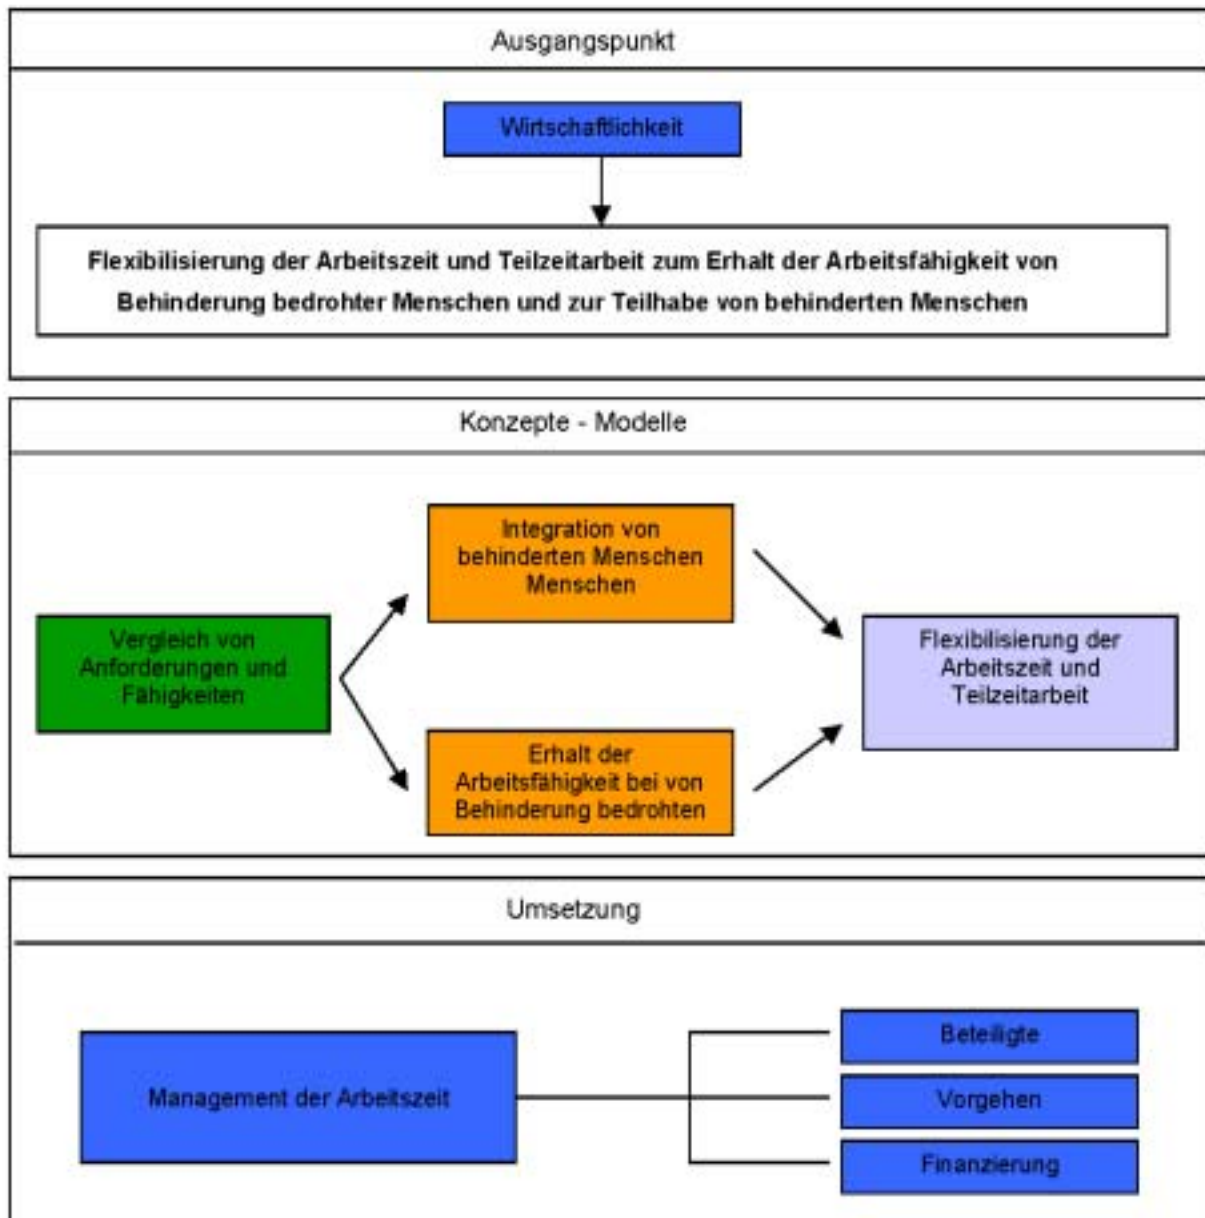 Ausgangspunkt
Wirtschaftlichkeit
Flexibilisierung der Arbeitszeit und Teilzeitarbeit zum Erhalt der Arbeitsfähigkeit von
Behinderung bedrohter Menschen und zur Teilhabe von behinderten Menschen
Konzepte - Modelle
Integration von
behinderten Menschen
Menschen
Vergleich von
Anforderungen und
Fähigkeiten
Flexibilisierung der
Arbeitszeit und
Teilzeitarbeit
Erhalt der
Arbeitsfähigkeit bei von
Behinderung bedrohten
Umsetzung
Management der Arbeitszeit
Beteiligte
Vorgehen
Finanzierung